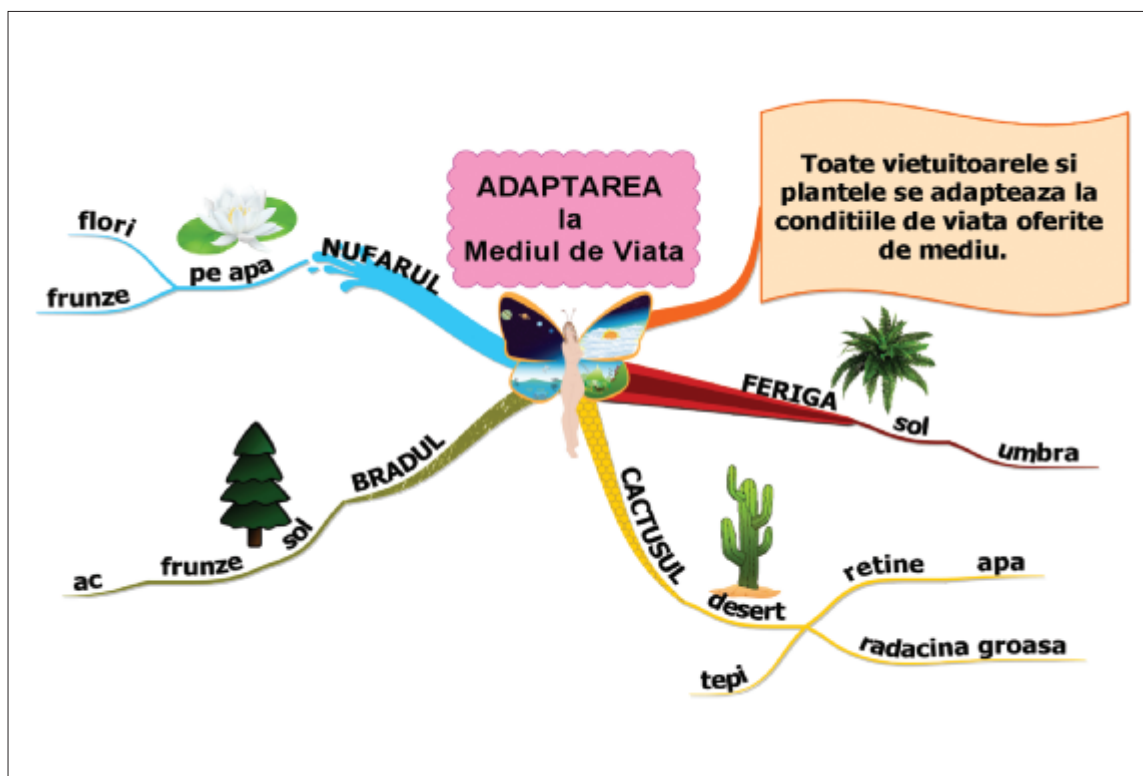 ADAPTAREA
la
Mediul de Viata
Toate vietuitoarele si
plantele se adapteaza la
conditiile de viata oferite
de mediu.
NUFARUL
pe apa
flori
frunze
FERIGA
sol
umbra
BRADUL
sol
frunze
ac
CACTUSUL
desert
retine apa
radacina groasa
tepi